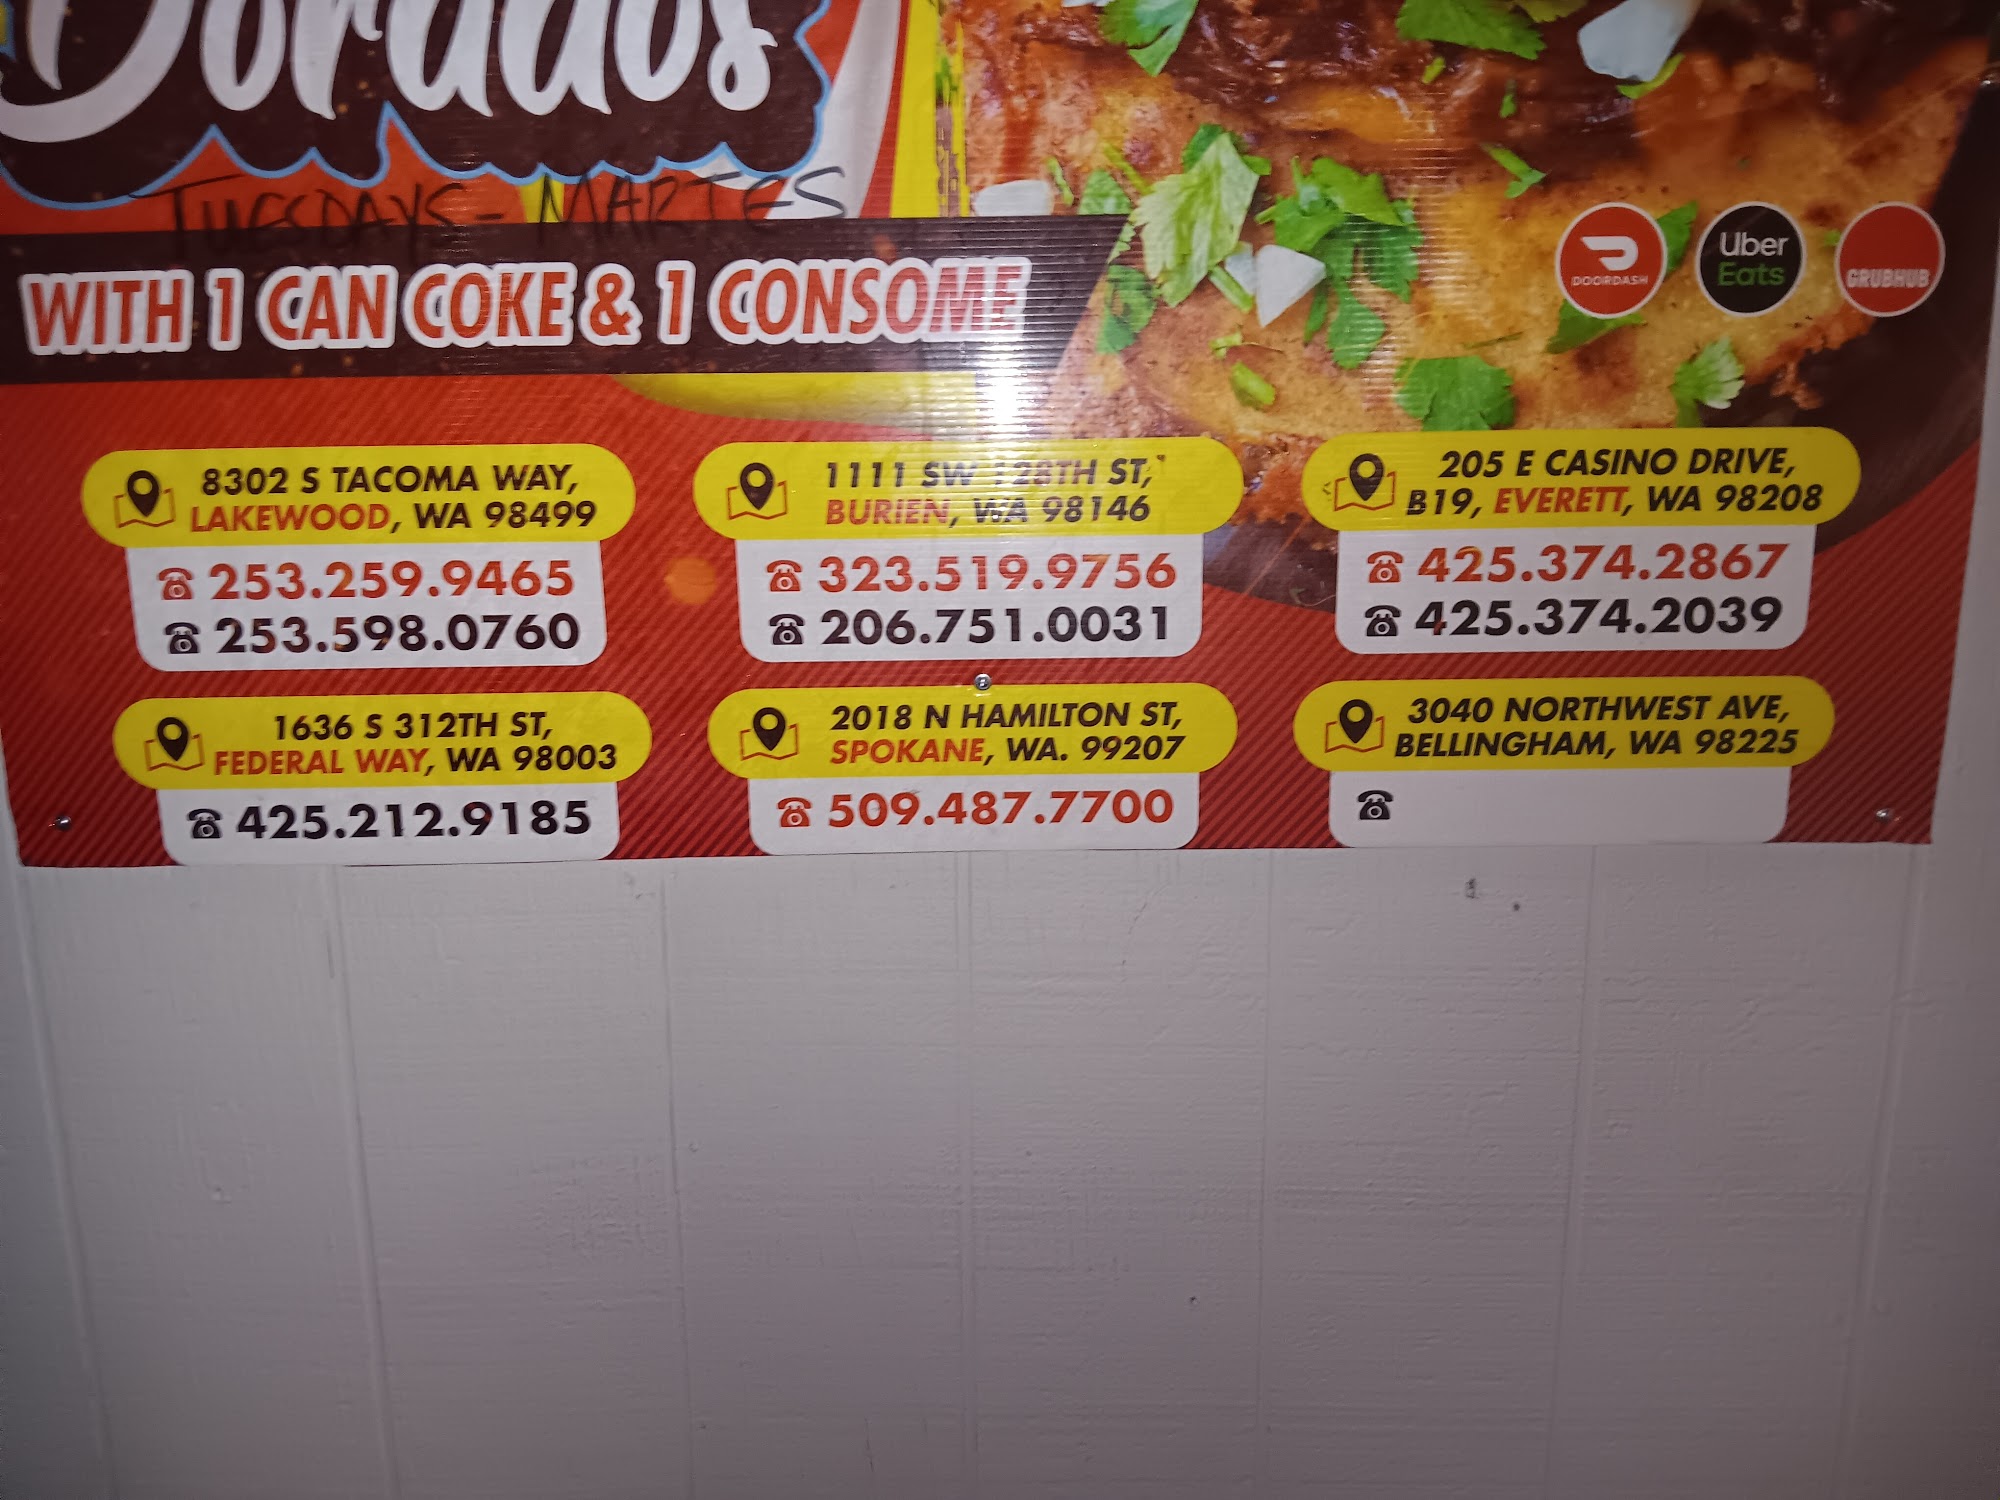 Dorados
TUESDAYS - MARTES
WITH 1 CAN COKE & 1 CONSOME
DOORDASH
Uber
Eats
GRUBHUB
8302 S TACOMA WAY,
LAKEWOOD, WA 98499
253.259.9465
253.598.0760
1111 SW 128TH ST,
BURIEN, WA 98146
323.519.9756
206.751.0031
205 E CASINO DRIVE,
B19, EVERETT, WA 98208
425.374.2867
425.374.2039
1636 S 312TH ST,
FEDERAL WAY, WA 98003
425.212.9185
2018 N HAMILTON ST,
SPOKANE, WA. 99207
509.487.7700
3040 NORTHWEST AVE,
BELLINGHAM, WA 98225